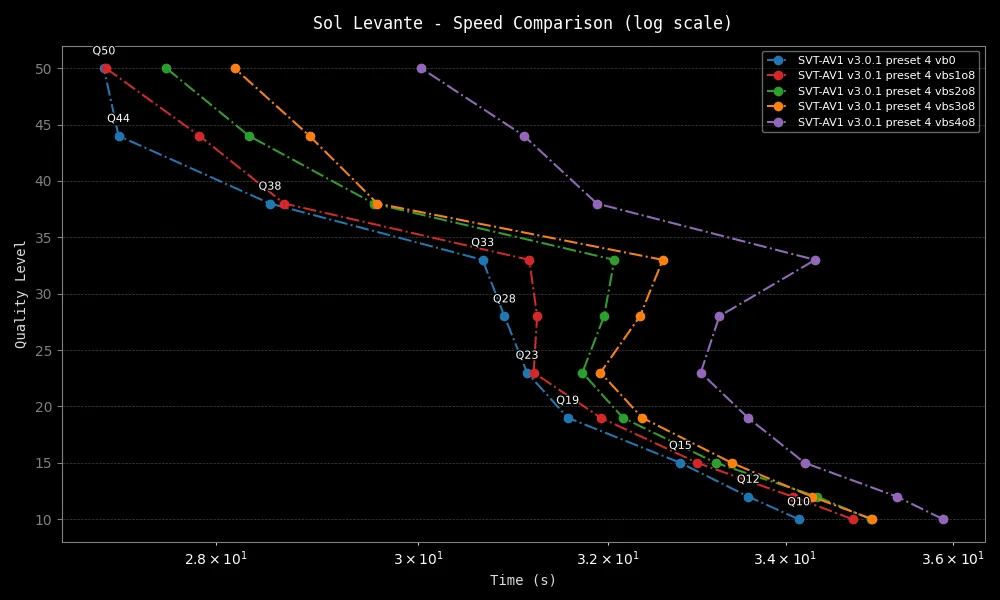 Sol Levante - Speed Comparison (log scale)
SVT-AV1 v3.0.1 preset 4 vb0
SVT-AV1 v3.0.1 preset 4 vbs1o8
SVT-AV1 v3.0.1 preset 4 vbs2o8
SVT-AV1 v3.0.1 preset 4 vbs3o8
SVT-AV1 v3.0.1 preset 4 vbs4o8
Quality Level
50
45
40
35
30
25
20
15
10
Q50
Q44
Q38
Q33
Q28
Q23
Q19
Q15
Q12
Q10
2.8 × 10¹
3 × 10¹
3.2 × 10¹
3.4 × 10¹
3.6 × 10¹
Time (s)